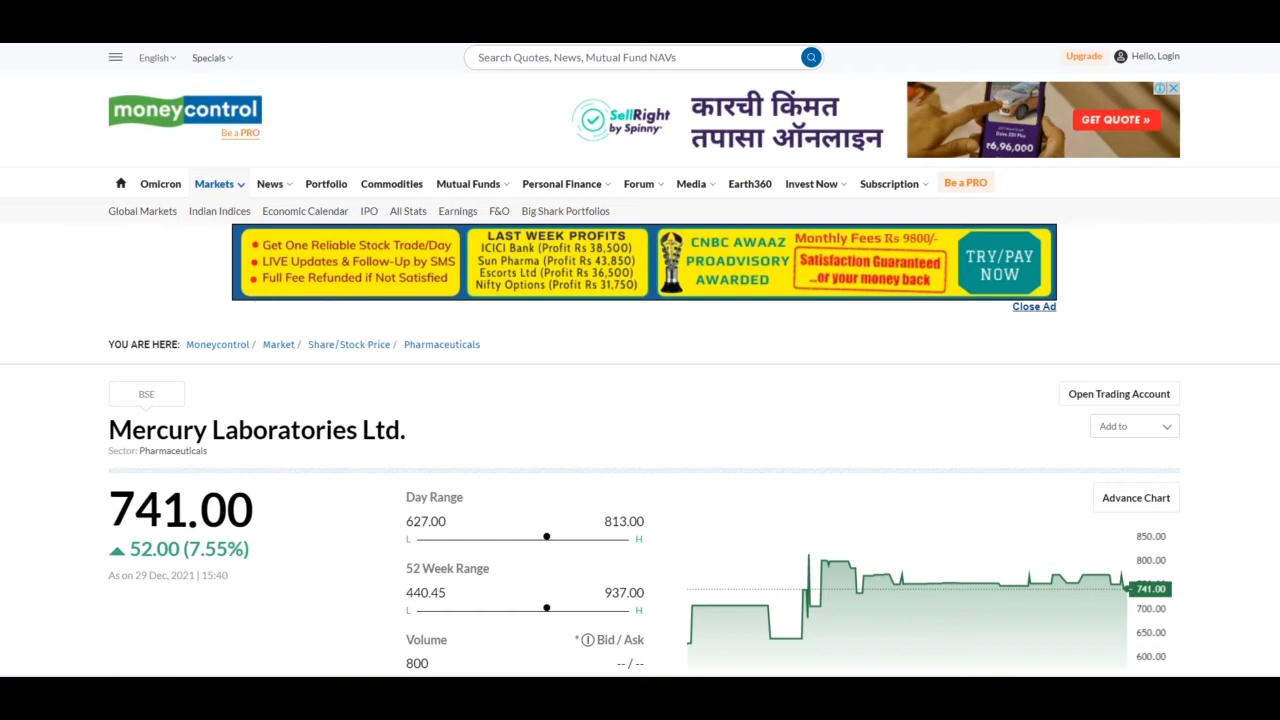 English
Specials
Search Quotes, News, Mutual Fund NAVs
Upgrade
Hello, Login
moneycontrol
Be a PRO
SellRight
by Spinny
कारची किंमत
तपासा ऑनलाइन
₹6,96,000
GET QUOTE »
Omicron Markets News Portfolio Commodities Mutual Funds Personal Finance Forum Media Earth360 Invest Now Subscription Be a PRO
Global Markets Indian Indices Economic Calendar IPO All Stats Earnings F&O Big Shark Portfolios
Get One Reliable Stock Trade/Day
LIVE Updates & Follow-Up by SMS
Full Fee Refunded if Not Satisfied
LAST WEEK PROFITS
ICICI Bank (Profit Rs 38,500)
Sun Pharma (Profit Rs 43,850)
Escorts Ltd (Profit Rs 36,500)
Nifty Options (Profit Rs 31,750)
CNBC AWAAZ
PROADVISORY
AWARDED
Monthly Fees Rs 9800/-
Satisfaction Guaranteed
...or your money back
TRY/PAY
NOW
Close Ad
YOU ARE HERE: Moneycontrol / Market / Share/Stock Price / Pharmaceuticals
BSE
Open Trading Account
Mercury Laboratories Ltd.
Add to
Sector: Pharmaceuticals
741.00
52.00 (7.55%)
As on 29 Dec, 2021 | 15:40
Day Range
627.00 813.00
L H
52 Week Range
440.45 937.00
L H
Volume * Bid / Ask
800 -- / --
Advance Chart
850.00
800.00
741.00
700.00
650.00
600.00